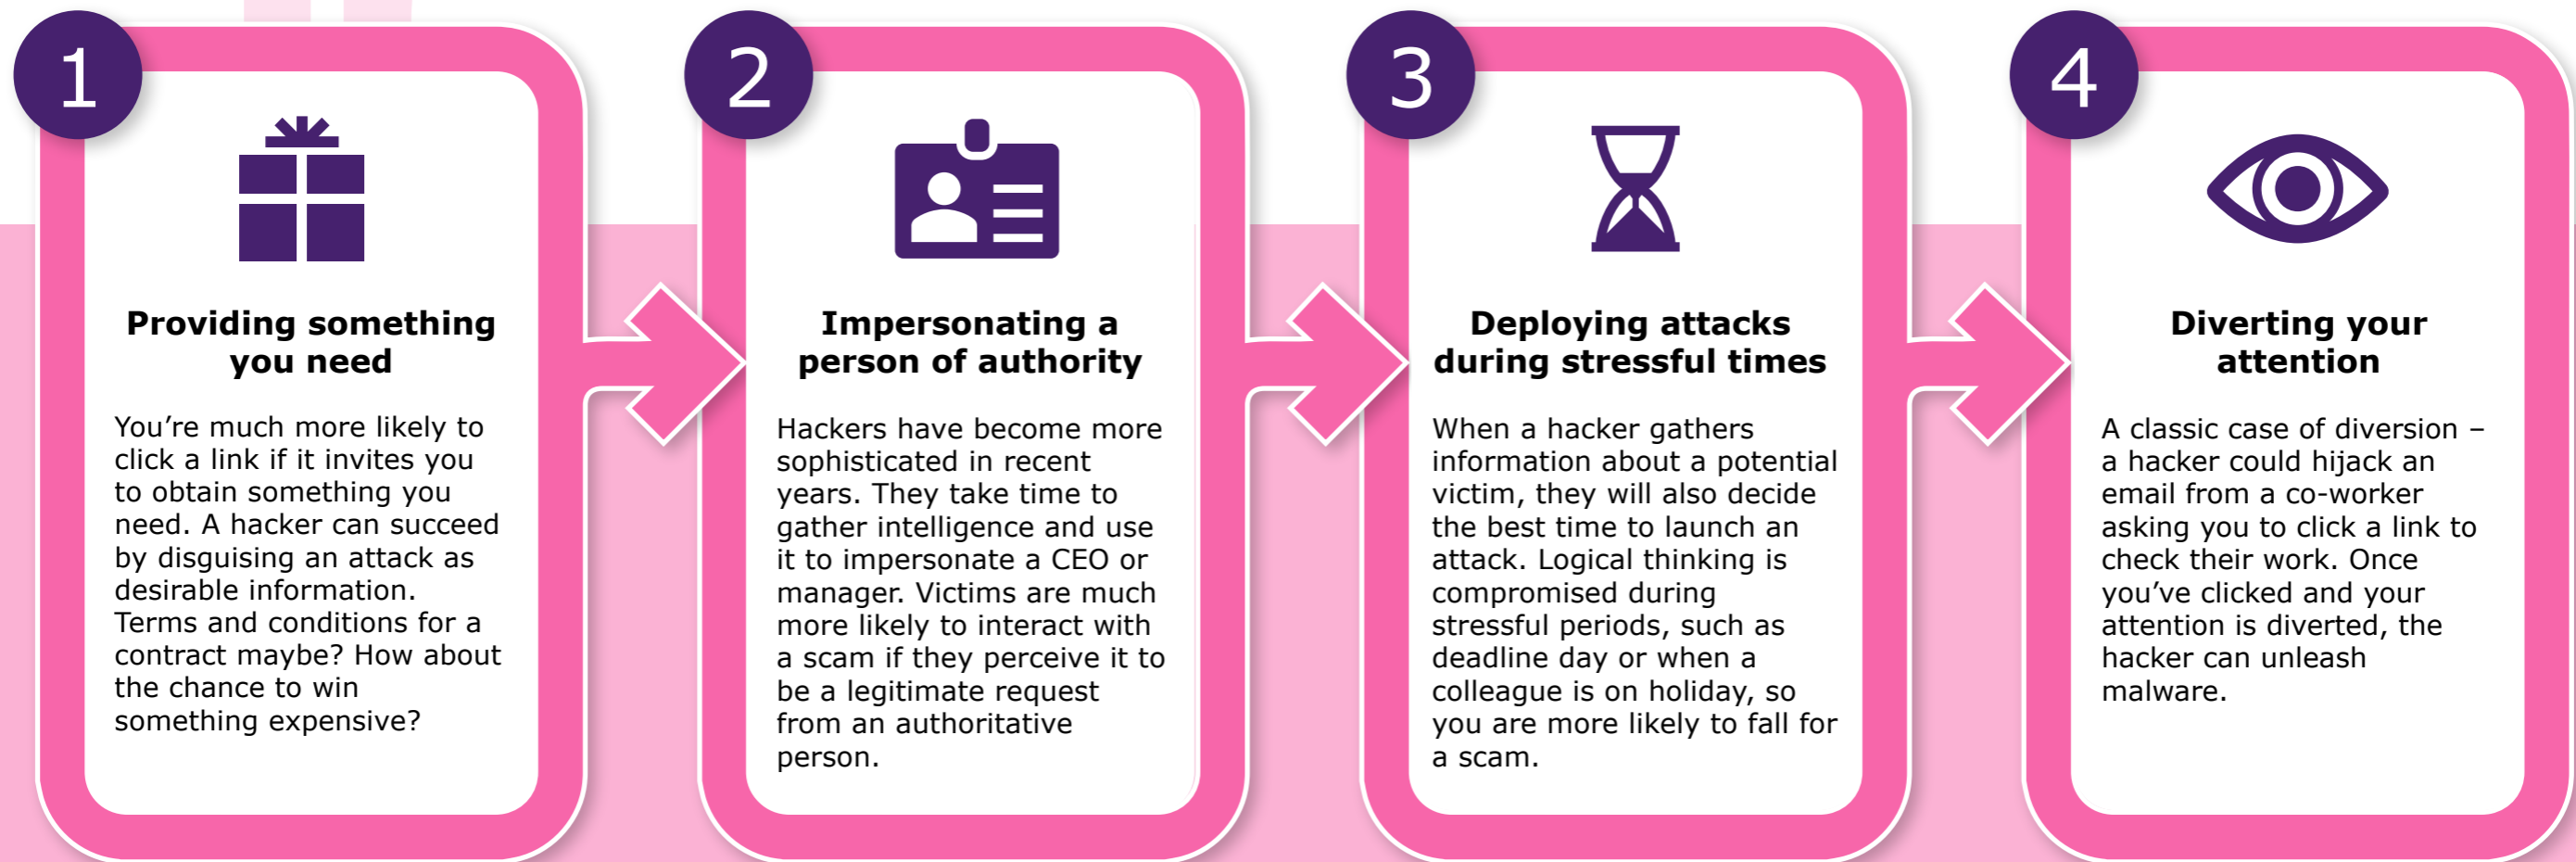 1
Providing something
you need
You’re much more likely to
click a link if it invites you
to obtain something you
need. A hacker can succeed
by disguising an attack as
desirable information.
Terms and conditions for a
contract maybe? How about
the chance to win
something expensive?
2
Impersonating a
person of authority
Hackers have become more
sophisticated in recent
years. They take time to
gather intelligence and use
it to impersonate a CEO or
manager. Victims are much
more likely to interact with
a scam if they perceive it to
be a legitimate request
from an authoritative
person.
3
Deploying attacks
during stressful times
When a hacker gathers
information about a potential
victim, they will also decide
the best time to launch an
attack. Logical thinking is
compromised during
stressful periods, such as
deadline day or when a
colleague is on holiday, so
you are more likely to fall for
a scam.
4
Diverting your
attention
A classic case of diversion –
a hacker could hijack an
email from a co-worker
asking you to click a link to
check their work. Once
you’ve clicked and your
attention is diverted, the
hacker can unleash
malware.